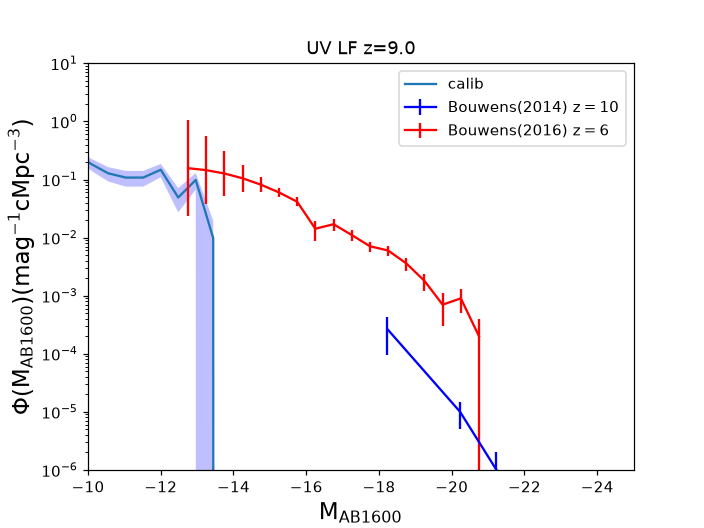 UV LF z=9.0
calib
Bouwens(2014) z = 10
Bouwens(2016) z = 6
Φ(M_AB1600)(mag⁻¹cMpc⁻³)
10¹
10⁰
10⁻¹
10⁻²
10⁻³
10⁻⁴
10⁻⁵
10⁻⁶
−10 −12 −14 −16 −18 −20 −22 −24
M_AB1600